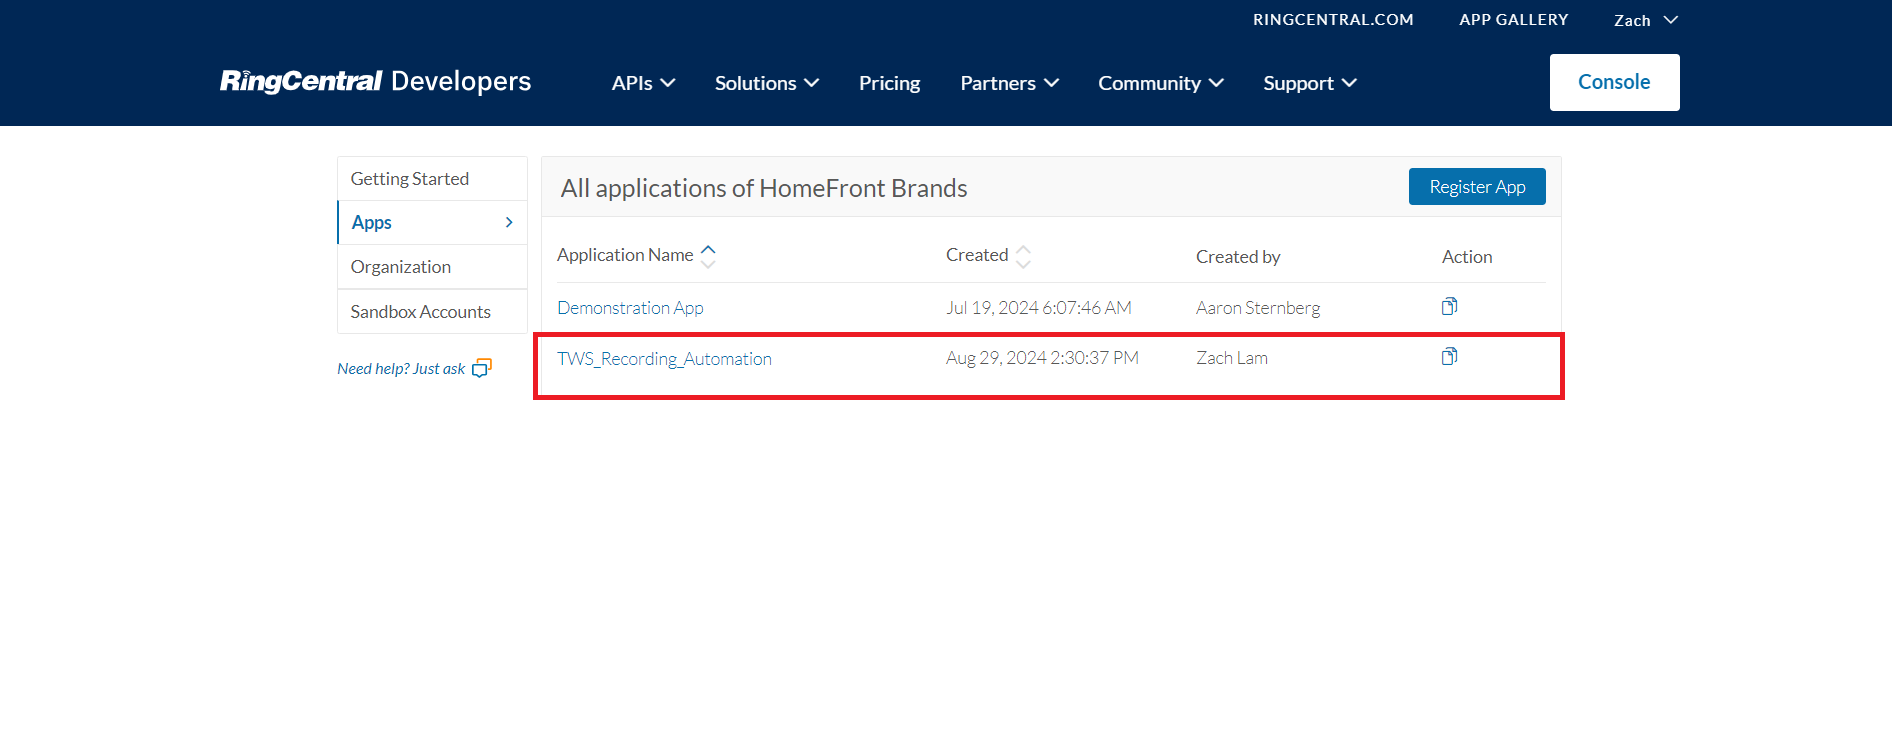 RINGCENTRAL.COM APP GALLERY Zach
RingCentral Developers APIs Solutions Pricing Partners Community Support Console
Getting Started
Apps
Organization
Sandbox Accounts
Need help? Just ask
All applications of HomeFront Brands Register App
Application Name Created Created by Action
Demonstration App Jul 19, 2024 6:07:46 AM Aaron Sternberg
TWS_Recording_Automation Aug 29, 2024 2:30:37 PM Zach Lam